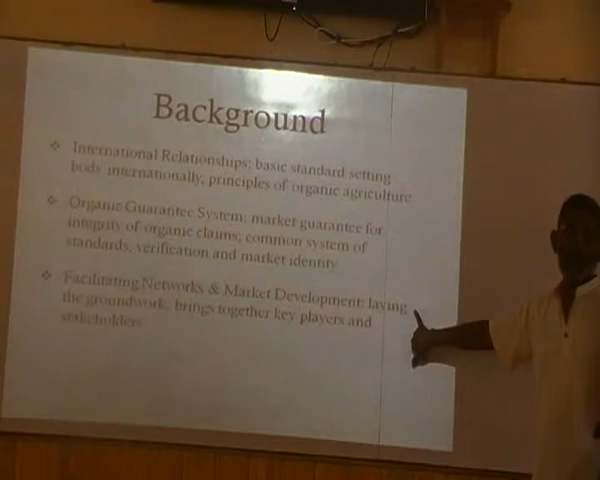 Background
International Relationships: basic standard setting
body internationally, principles of organic agriculture
Organic Guarantee System: market guarantee for
integrity of organic claims; common system of
standards, verification and market identity
Facilitating Networks & Market Development: laying
the groundwork, brings together key players and
stakeholders